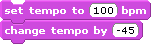 set tempo to 100 bpm
change tempo by -45